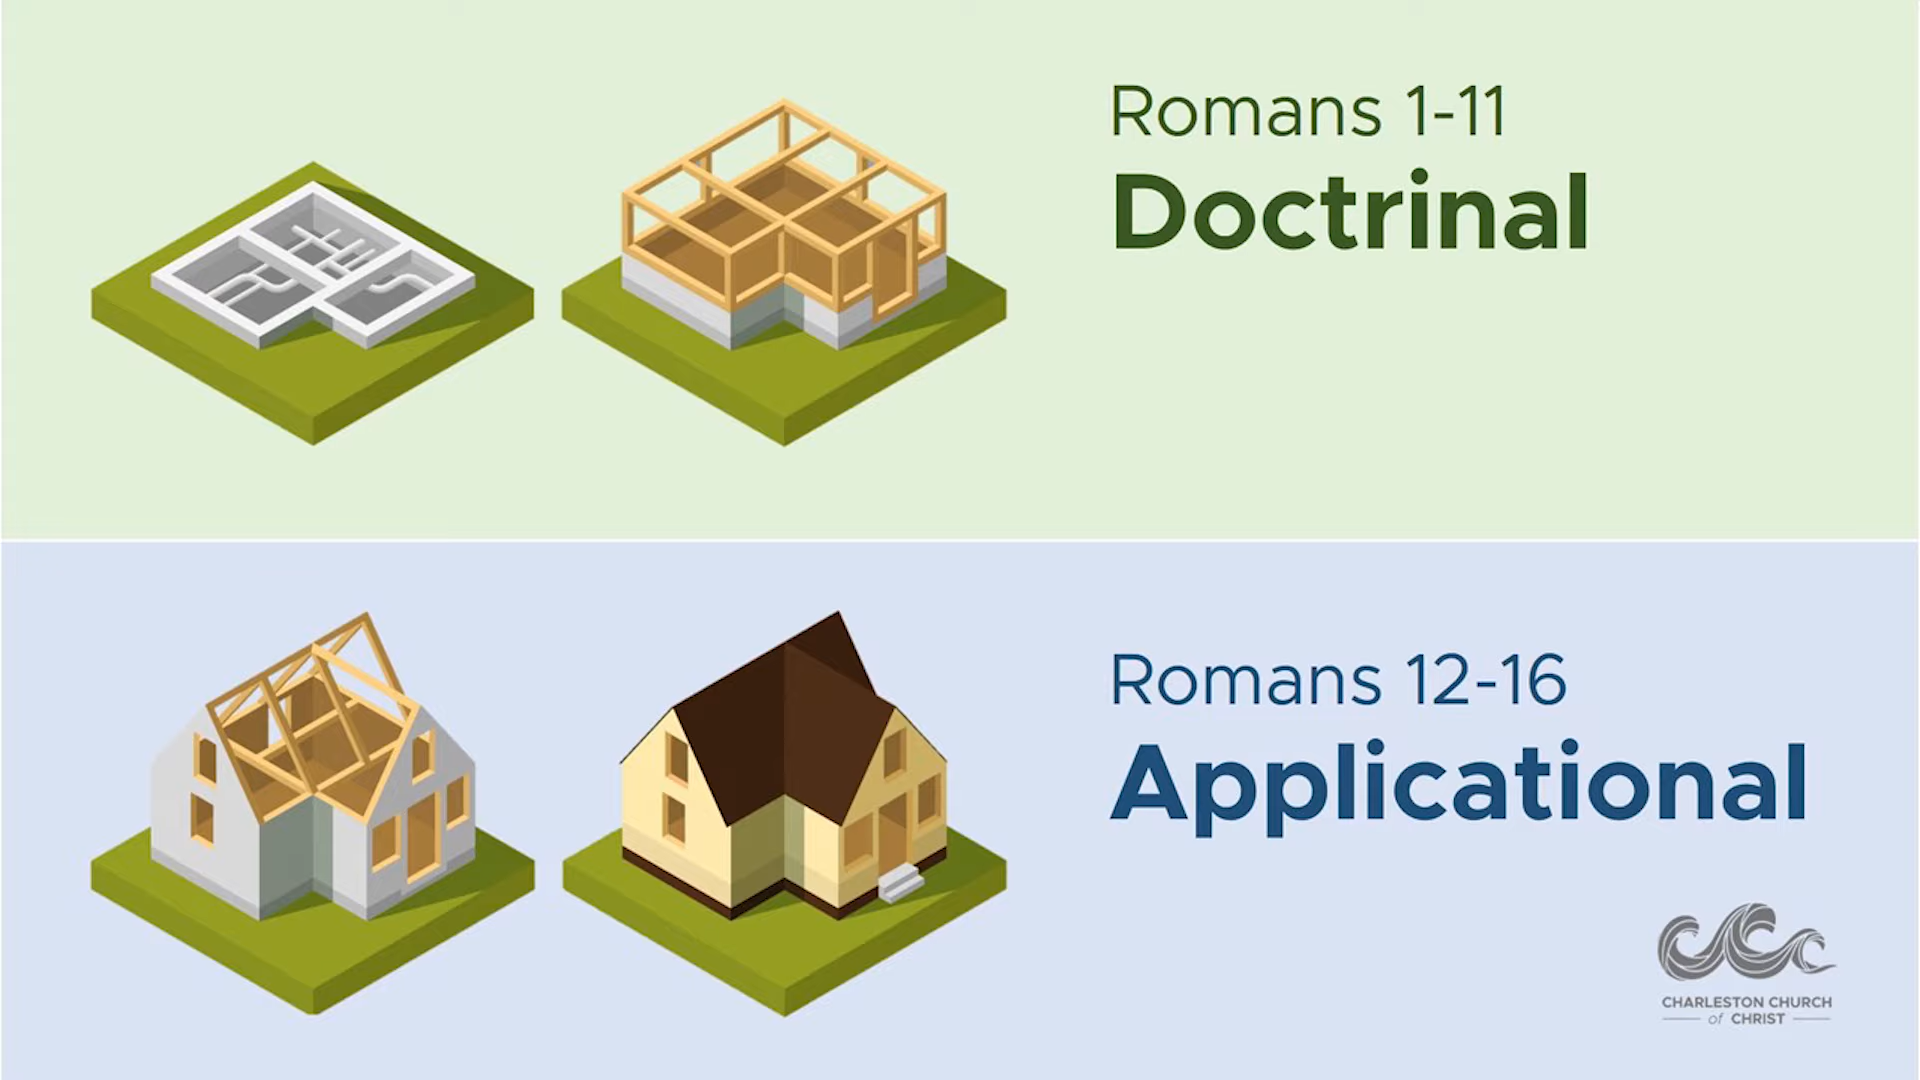 Romans 1-11
Doctrinal
Romans 12-16
Applicational
CHARLESTON CHURCH
of CHRIST